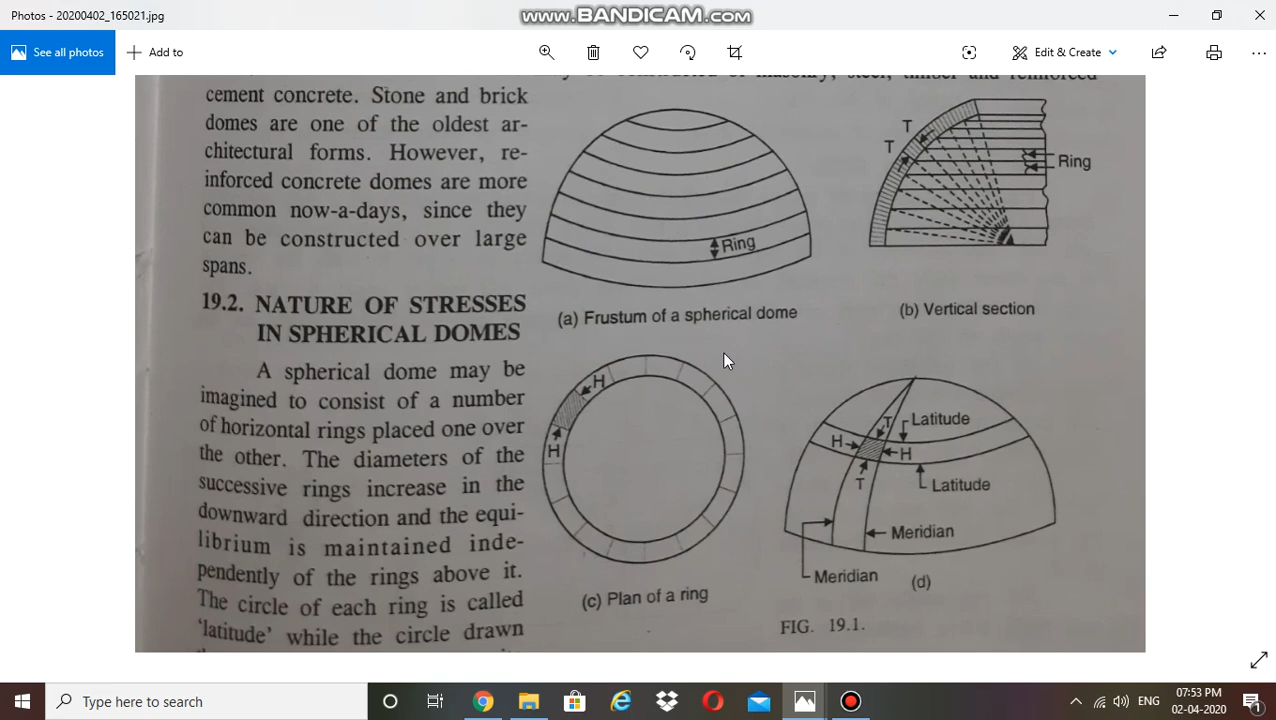 Photos - 20200402_165021.jpg
www.BANDICAM.com
See all photos
Add to
Edit & Create
masonry, steel, timber and reinforced
cement concrete. Stone and brick
domes are one of the oldest ar-
chitectural forms. However, re-
inforced concrete domes are more
common now-a-days, since they
can be constructed over large
spans.
19.2. NATURE OF STRESSES
IN SPHERICAL DOMES
A spherical dome may be
imagined to consist of a number
of horizontal rings placed one over
the other. The diameters of the
successive rings increase in the
downward direction and the equi-
librium is maintained inde-
pendently of the rings above it.
The circle of each ring is called
'latitude' while the circle drawn
Ring
(a) Frustum of a spherical dome
T
T
Ring
(b) Vertical section
H
H
(c) Plan of a ring
T
Latitude
H
H
T
Latitude
Meridian
Meridian
(d)
FIG. 19.1.
Type here to search
ENG
07:53 PM
02-04-2020
1